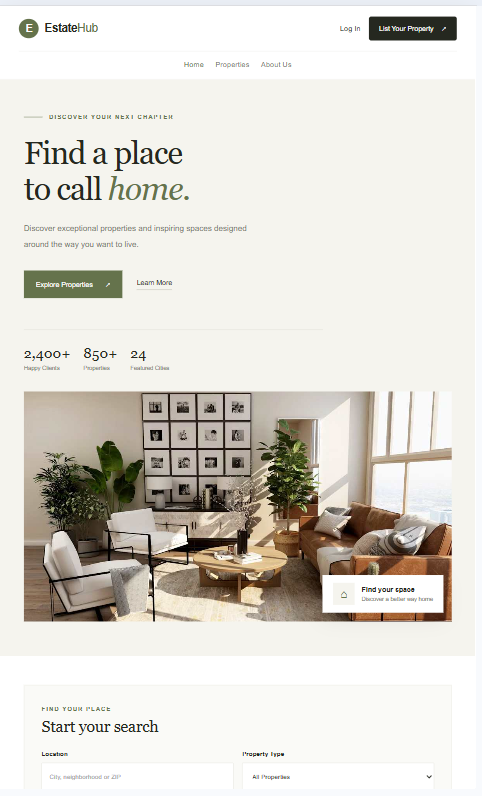 E EstateHub
Log In
List Your Property ↗
Home Properties About Us
DISCOVER YOUR NEXT CHAPTER
Find a place
to call home.
Discover exceptional properties and inspiring spaces designed
around the way you want to live.
Explore Properties ↗
Learn More
2,400+ 850+ 24
Happy Clients Properties Featured Cities
Find your space
Discover a better way home
FIND YOUR PLACE
Start your search
Location Property Type
City, neighborhood or ZIP All Properties